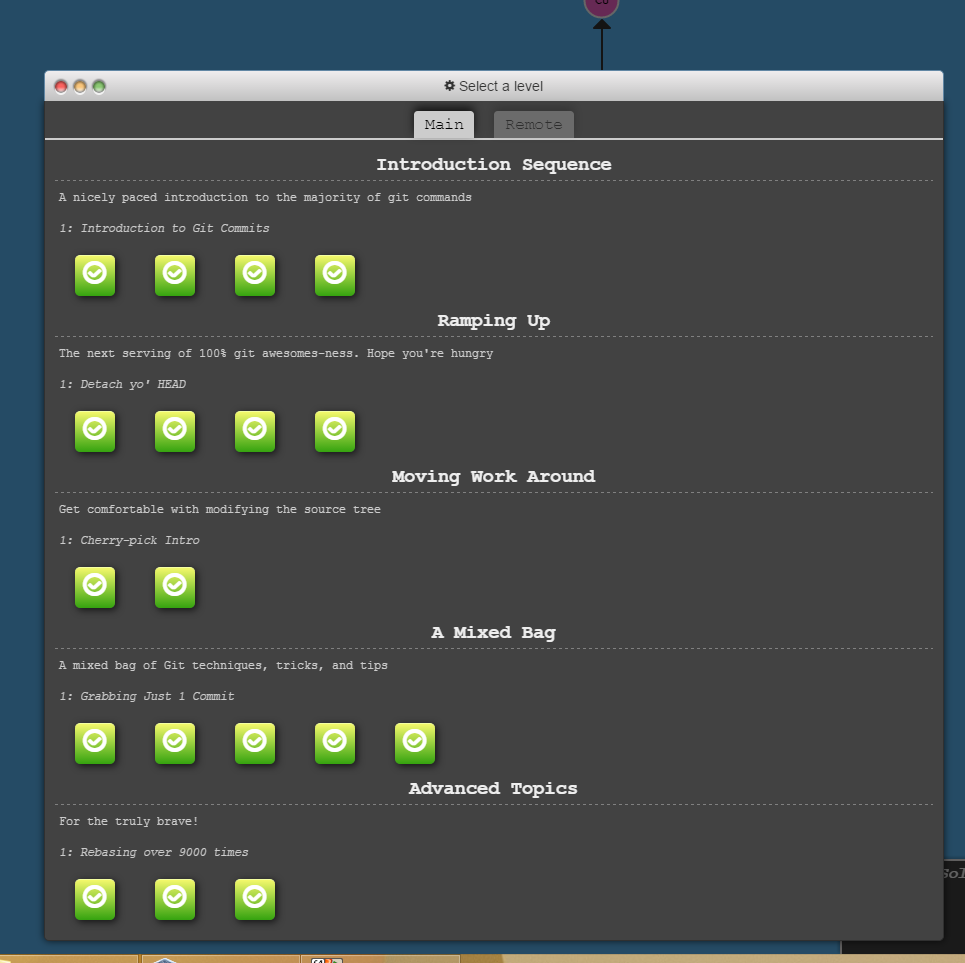 Select a level
Main
Remote
Introduction Sequence
A nicely paced introduction to the majority of git commands
1: Introduction to Git Commits
Ramping Up
The next serving of 100% git awesomes-ness. Hope you're hungry
1: Detach yo' HEAD
Moving Work Around
Get comfortable with modifying the source tree
1: Cherry-pick Intro
A Mixed Bag
A mixed bag of Git techniques, tricks, and tips
1: Grabbing Just 1 Commit
Advanced Topics
For the truly brave!
1: Rebasing over 9000 times